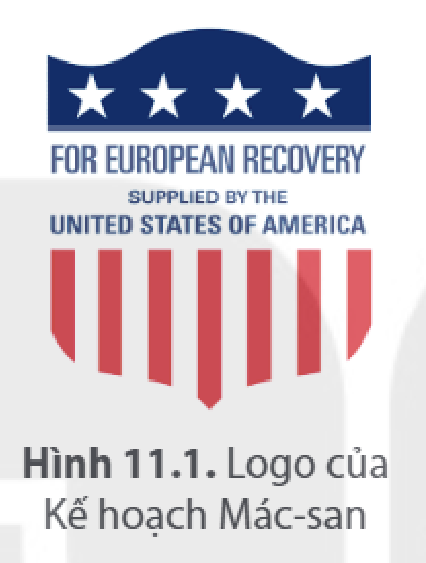 FOR EUROPEAN RECOVERY
SUPPLIED BY THE
UNITED STATES OF AMERICA
Hình 11.1. Logo của
Kế hoạch Mác-san